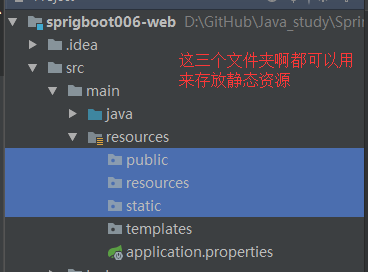 sprigboot006-web D:\GitHub\Java_study\Spri
.idea
src
这三个文件夹啊都可以用
来存放静态资源
main
java
resources
public
resources
static
templates
application.properties